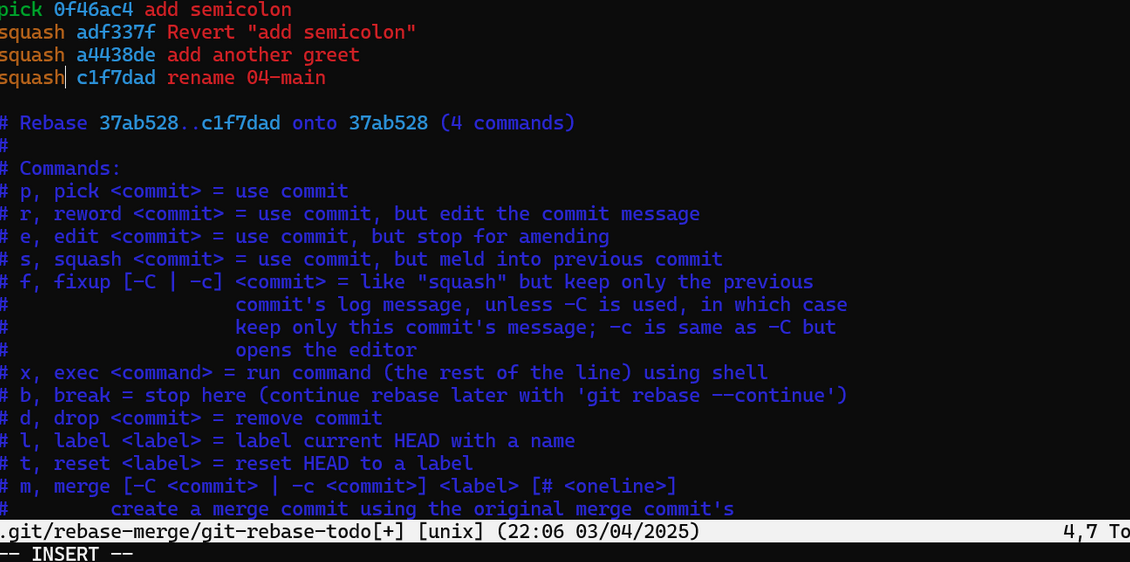 pick 0f46ac4 add semicolon
squash adf337f Revert "add semicolon"
squash a4438de add another greet
squash c1f7dad rename 04-main
# Rebase 37ab528..c1f7dad onto 37ab528 (4 commands)
#
# Commands:
# p, pick <commit> = use commit
# r, reword <commit> = use commit, but edit the commit message
# e, edit <commit> = use commit, but stop for amending
# s, squash <commit> = use commit, but meld into previous commit
# f, fixup [-C | -c] <commit> = like "squash" but keep only the previous
#                    commit's log message, unless -C is used, in which case
#                    keep only this commit's message; -c is same as -C but
#                    opens the editor
# x, exec <command> = run command (the rest of the line) using shell
# b, break = stop here (continue rebase later with 'git rebase --continue')
# d, drop <commit> = remove commit
# l, label <label> = label current HEAD with a name
# t, reset <label> = reset HEAD to a label
# m, merge [-C <commit> | -c <commit>] <label> [# <oneline>]
#         create a merge commit using the original merge commit's
.git/rebase-merge/git-rebase-todo[+] [unix] (22:06 03/04/2025) 4,7 To
-- INSERT --